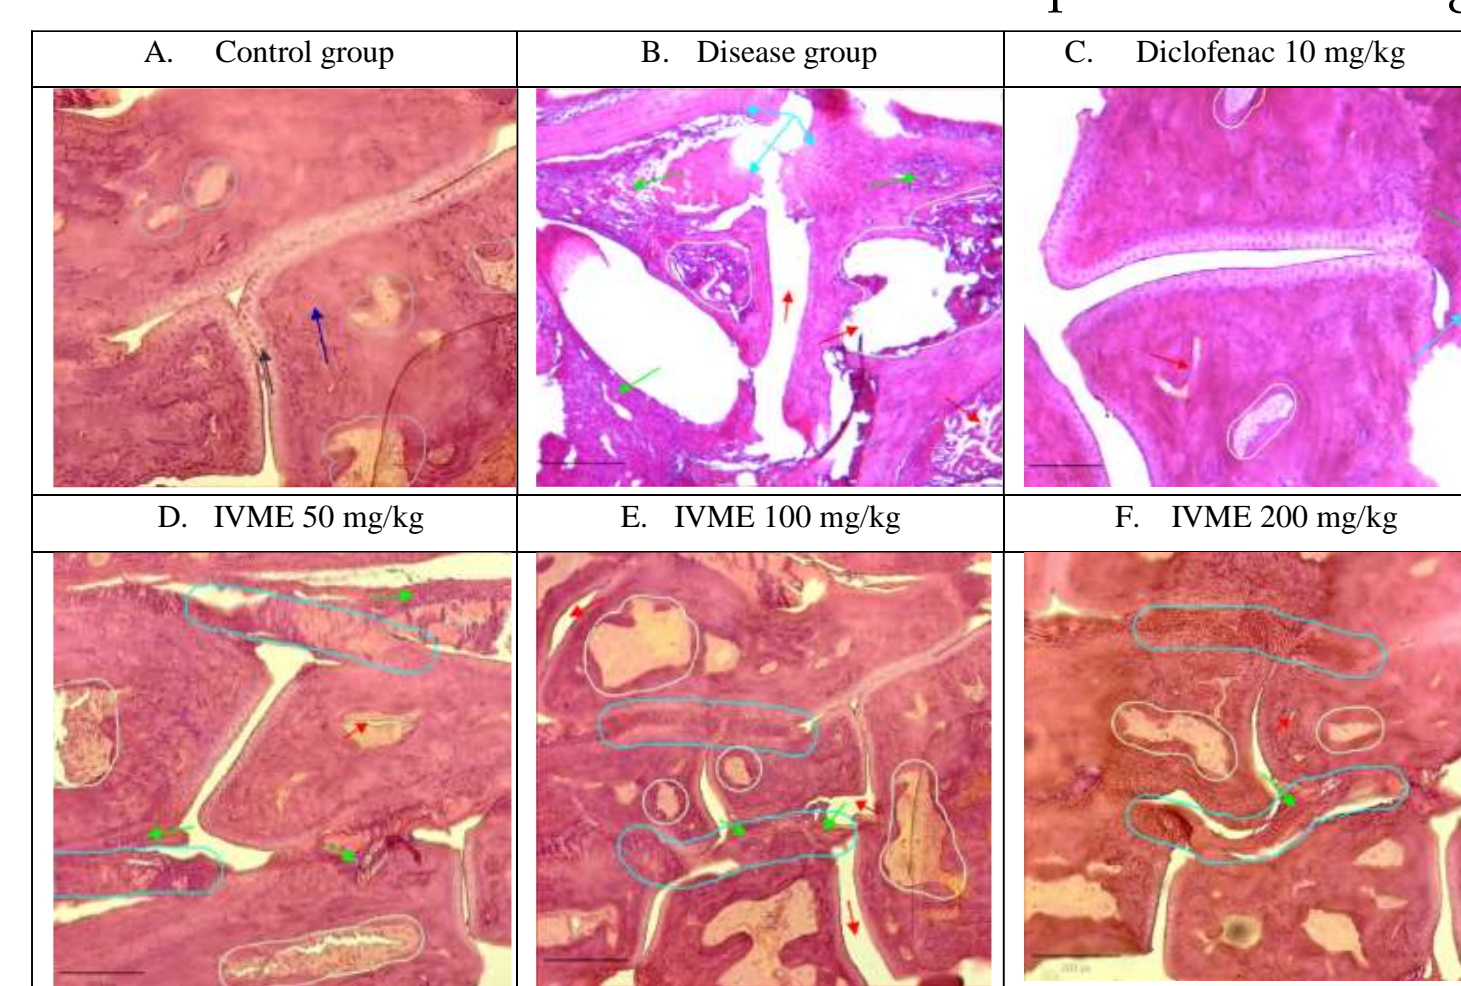 A. Control group
B. Disease group
C. Diclofenac 10 mg/kg
D. IVME 50 mg/kg
E. IVME 100 mg/kg
F. IVME 200 mg/kg